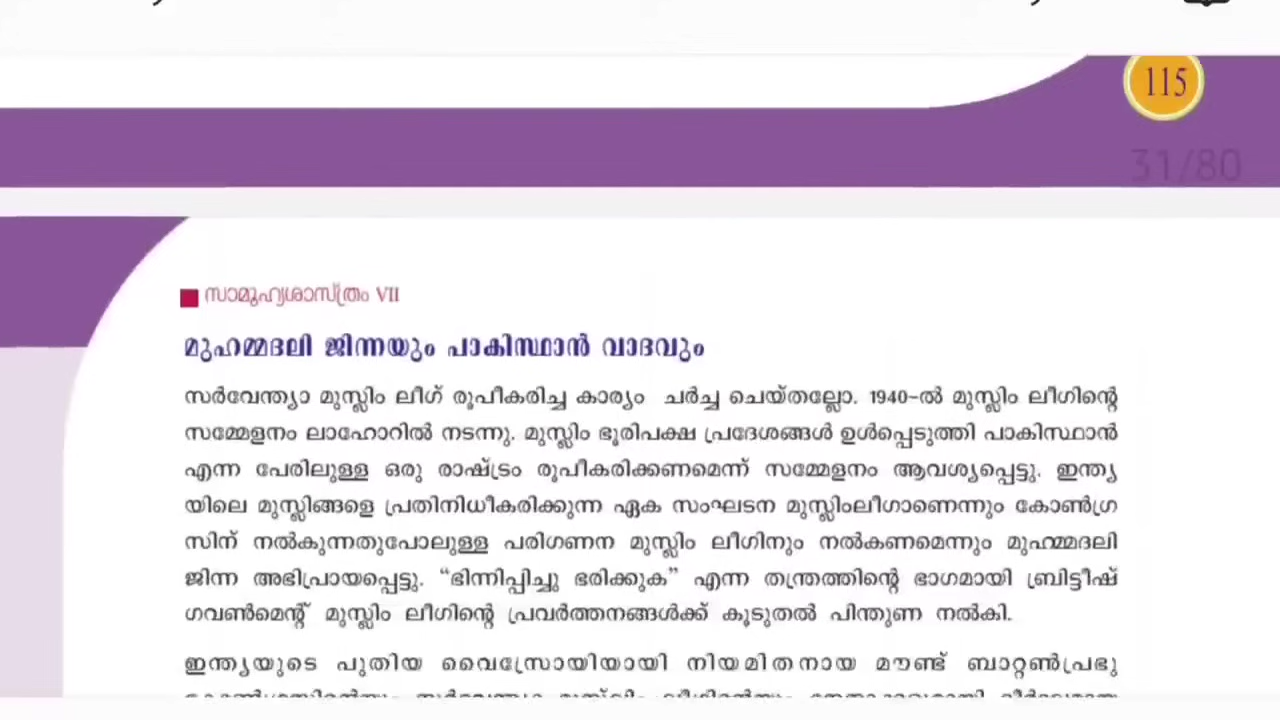 115
31/80
സാമൂഹ്യശാസ്ത്രം VII
മുഹമ്മദലി ജിന്നയും പാകിസ്ഥാൻ വാദവും
സർവേന്ത്യാ മുസ്ലിം ലീഗ് രൂപീകരിച്ച കാര്യം ചർച്ച ചെയ്തല്ലോ. 1940-ൽ മുസ്ലിം ലീഗിന്റെ
സമ്മേളനം ലാഹോറിൽ നടന്നു. മുസ്ലിം ഭൂരിപക്ഷ പ്രദേശങ്ങൾ ഉൾപ്പെടുത്തി പാകിസ്ഥാൻ
എന്ന പേരിലുള്ള ഒരു രാഷ്ട്രം രൂപീകരിക്കണമെന്ന് സമ്മേളനം ആവശ്യപ്പെട്ടു. ഇന്ത്യ
യിലെ മുസ്ലിങ്ങളെ പ്രതിനിധീകരിക്കുന്ന ഏക സംഘടന മുസ്ലിംലീഗാണെന്നും കോൺഗ്ര
സിന് നൽകുന്നതുപോലുള്ള പരിഗണന മുസ്ലിം ലീഗിനും നൽകണമെന്നും മുഹമ്മദലി
ജിന്ന അഭിപ്രായപ്പെട്ടു. “ഭിന്നിപ്പിച്ചു ഭരിക്കുക” എന്ന തന്ത്രത്തിന്റെ ഭാഗമായി ബ്രിട്ടീഷ്
ഗവൺമെന്റ് മുസ്ലിം ലീഗിന്റെ പ്രവർത്തനങ്ങൾക്ക് കൂടുതൽ പിന്തുണ നൽകി.
ഇന്ത്യയുടെ പുതിയ വൈസ്രോയിയായി നിയമിതനായ മൗണ്ട് ബാറ്റൺപ്രഭു